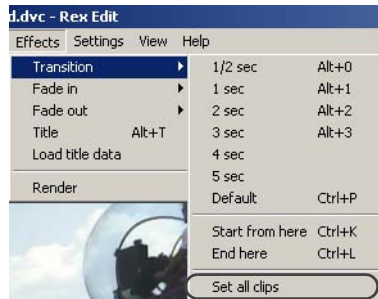 d.dvc - Rex Edit
Effects Settings View Help
Transition
Fade in
Fade out
Title Alt+T
Load title data
Render
1/2 sec Alt+0
1 sec Alt+1
2 sec Alt+2
3 sec Alt+3
4 sec
5 sec
Default Ctrl+P
Start from here Ctrl+K
End here Ctrl+L
Set all clips